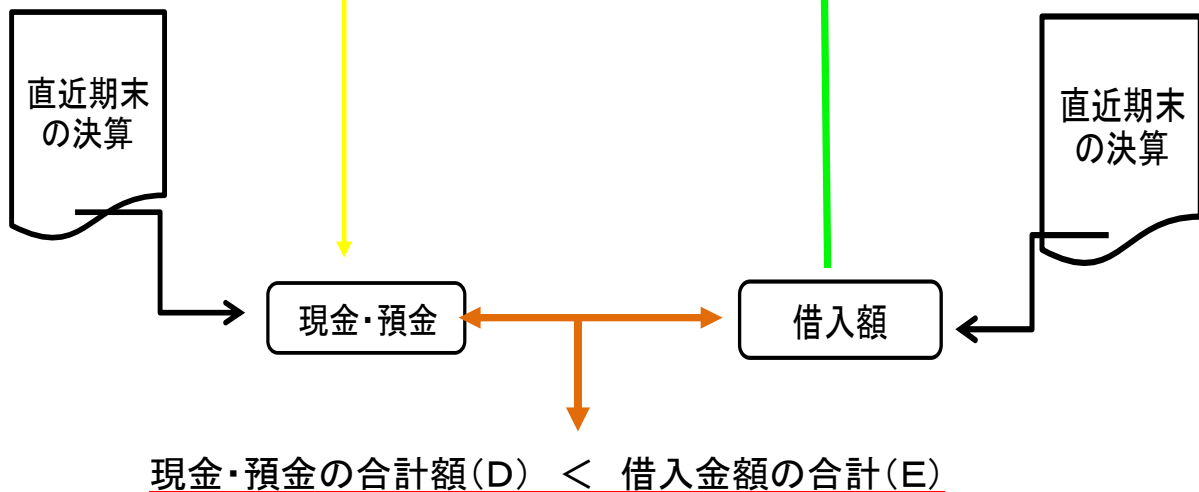 直近期末
の決算
直近期末
の決算
現金・預金
借入額
現金・預金の合計額(D) < 借入金額の合計(E)